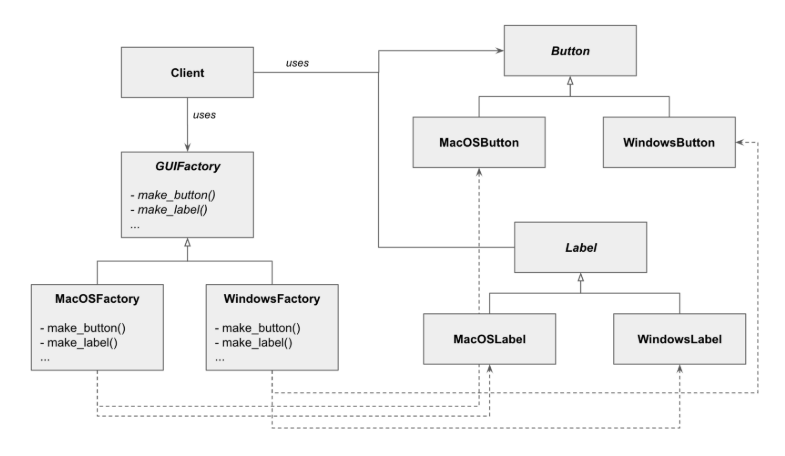 Client
uses
Button
uses
MacOSButton
WindowsButton
GUIFactory
- make_button()
- make_label()
...
Label
MacOSFactory
- make_button()
- make_label()
...
WindowsFactory
- make_button()
- make_label()
...
MacOSLabel
WindowsLabel